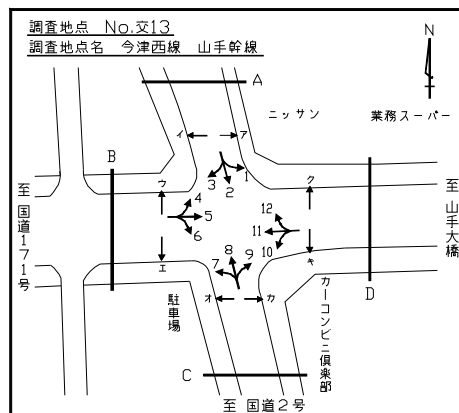 調査地点 No.交13
調査地点名 今津西線 山手幹線
N
A
ニッサン
業務スーパー
イ
ア
B
1
2
3
ウ
ク
4
5
6
12
11
10
至国道171号
至山手大橋
エ
キ
7
8
9
オ
カ
駐車場
カーコンビニ倶楽部
D
C
至 国道2号